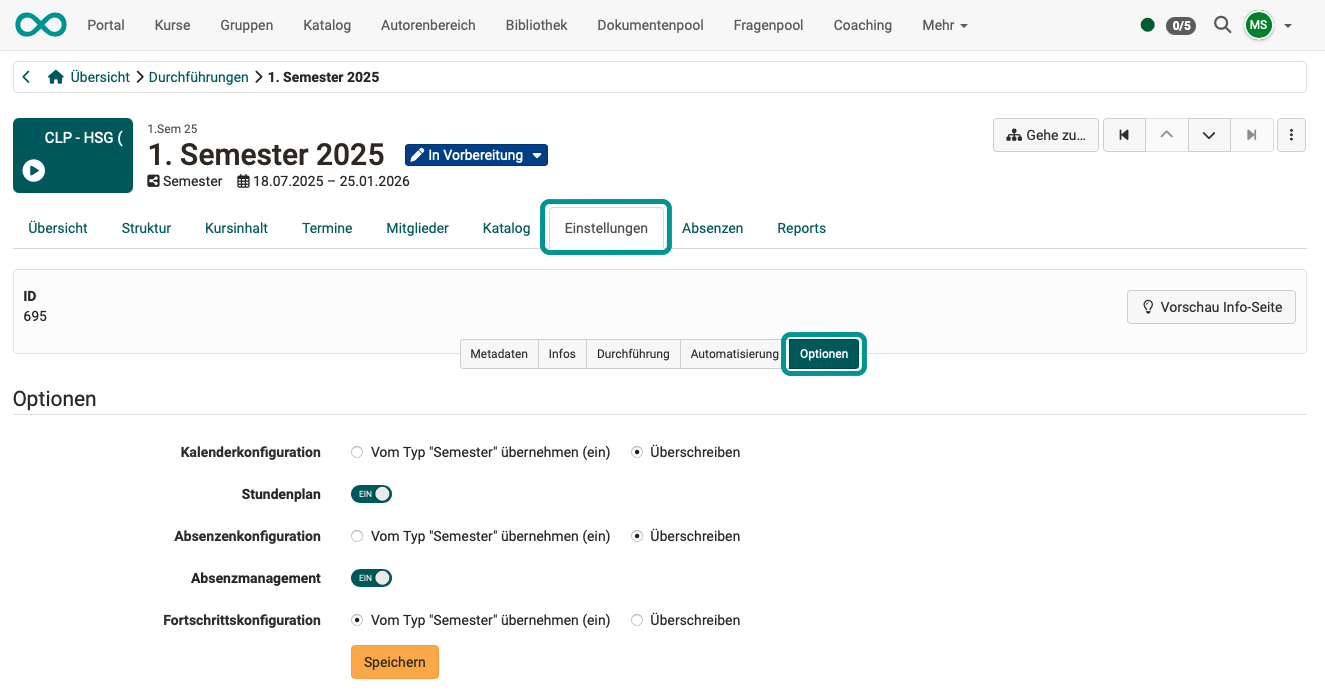 Portal Kurse Gruppen Katalog Autorenbereich Bibliothek Dokumentenpool Fragenpool Coaching Mehr 0/5 MS
Übersicht Durchführungen 1. Semester 2025
CLP - HSG (
1.Sem 25
1. Semester 2025 In Vorbereitung
Semester 18.07.2025 – 25.01.2026
Gehe zu...
Übersicht Struktur Kursinhalt Termine Mitglieder Katalog Einstellungen Absenzen Reports
ID
695
Vorschau Info-Seite
Metadaten Infos Durchführung Automatisierung Optionen
Optionen
Kalenderkonfiguration Vom Typ "Semester" übernehmen (ein) Überschreiben
Stundenplan EIN
Absenzenkonfiguration Vom Typ "Semester" übernehmen (ein) Überschreiben
Absenzmanagement EIN
Fortschrittskonfiguration Vom Typ "Semester" übernehmen (ein) Überschreiben
Speichern